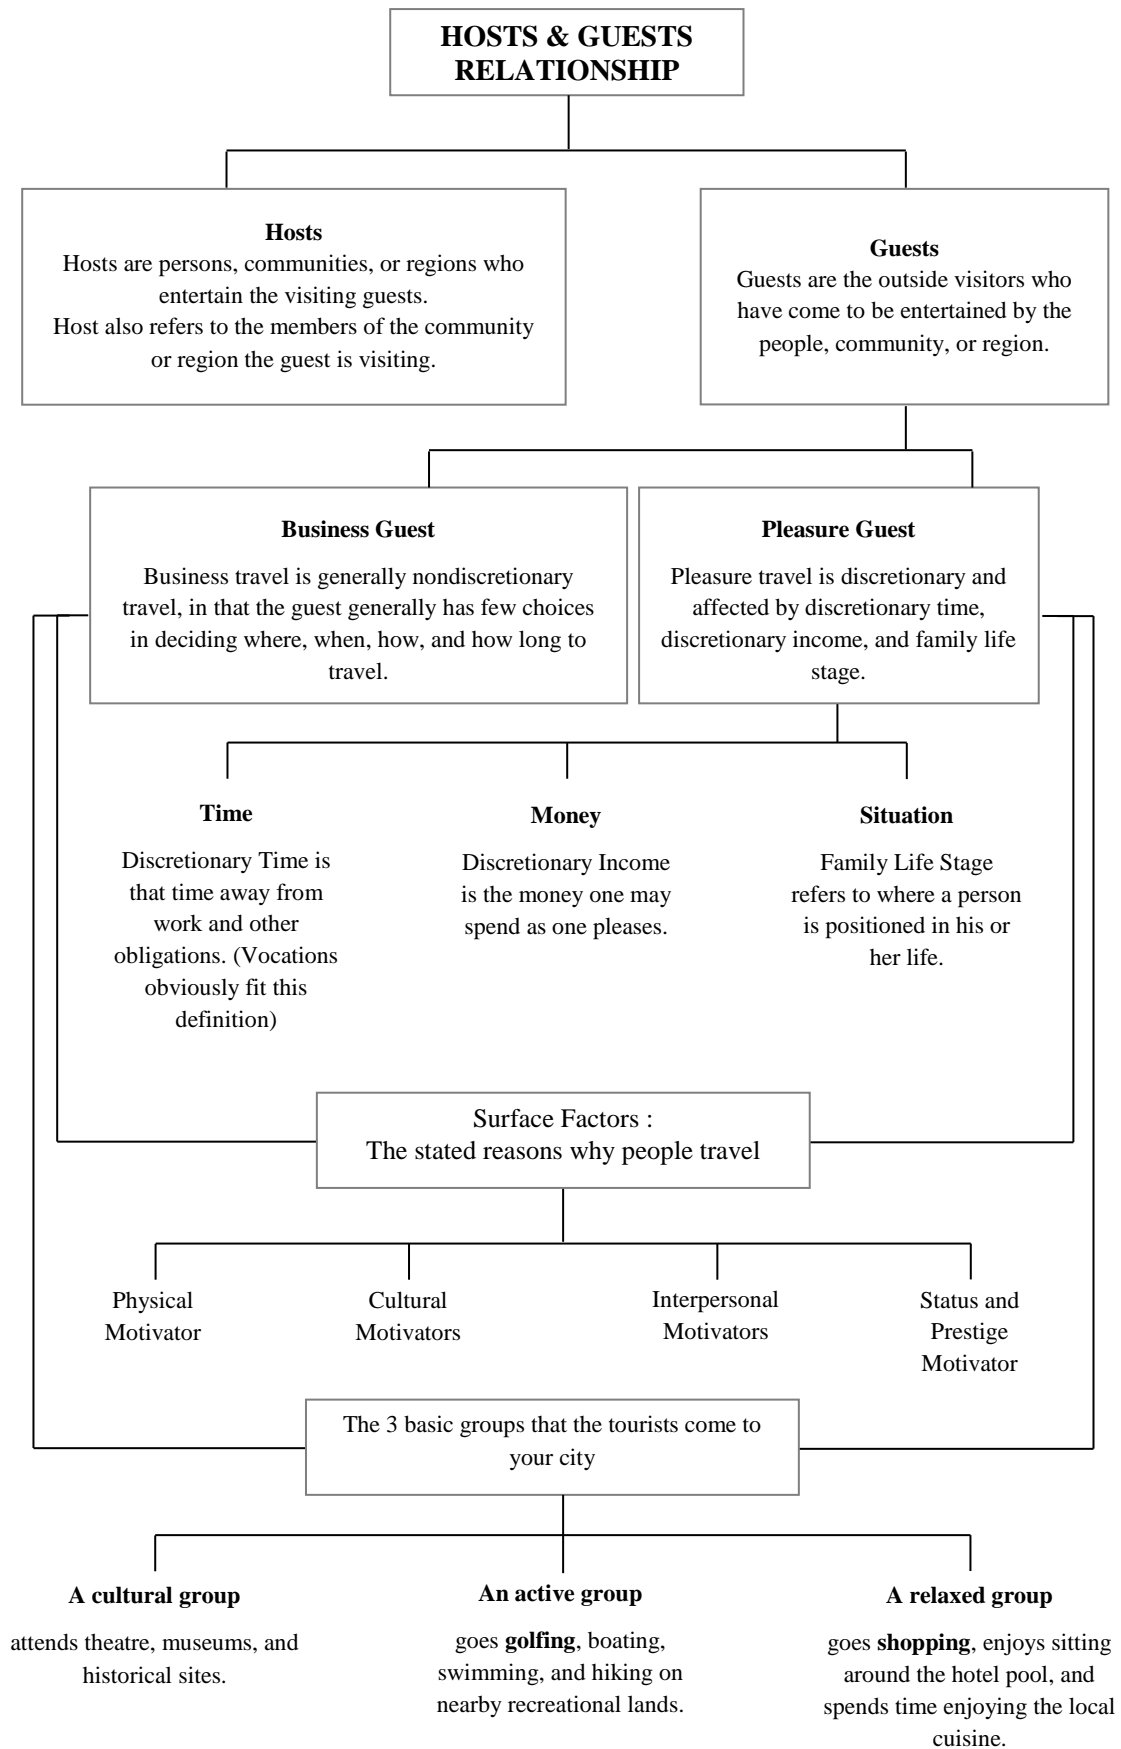 HOSTS & GUESTS
RELATIONSHIP
Hosts
Hosts are persons, communities, or regions who
entertain the visiting guests.
Host also refers to the members of the community
or region the guest is visiting.
Guests
Guests are the outside visitors who
have come to be entertained by the
people, community, or region.
Business Guest
Business travel is generally nondiscretionary
travel, in that the guest generally has few choices
in deciding where, when, how, and how long to
travel.
Pleasure Guest
Pleasure travel is discretionary and
affected by discretionary time,
discretionary income, and family life
stage.
Time
Discretionary Time is
that time away from
work and other
obligations. (Vocations
obviously fit this
definition)
Money
Discretionary Income
is the money one may
spend as one pleases.
Situation
Family Life Stage
refers to where a person
is positioned in his or
her life.
Surface Factors :
The stated reasons why people travel
Physical
Motivator
Cultural
Motivators
Interpersonal
Motivators
Status and
Prestige
Motivator
The 3 basic groups that the tourists come to
your city
A cultural group
attends theatre, museums, and
historical sites.
An active group
goes golfing, boating,
swimming, and hiking on
nearby recreational lands.
A relaxed group
goes shopping, enjoys sitting
around the hotel pool, and
spends time enjoying the local
cuisine.